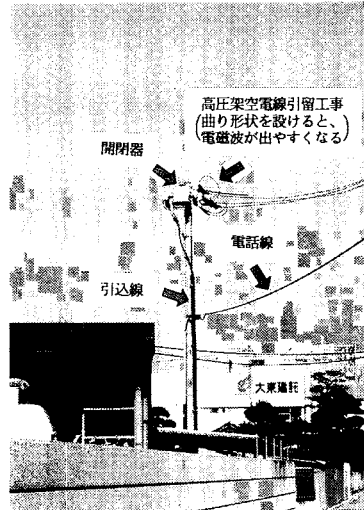 高圧架空電線引留工事
(曲り形状を設けると、
電磁波が出やすくなる)
開閉器
電話線
引込線
大東建託